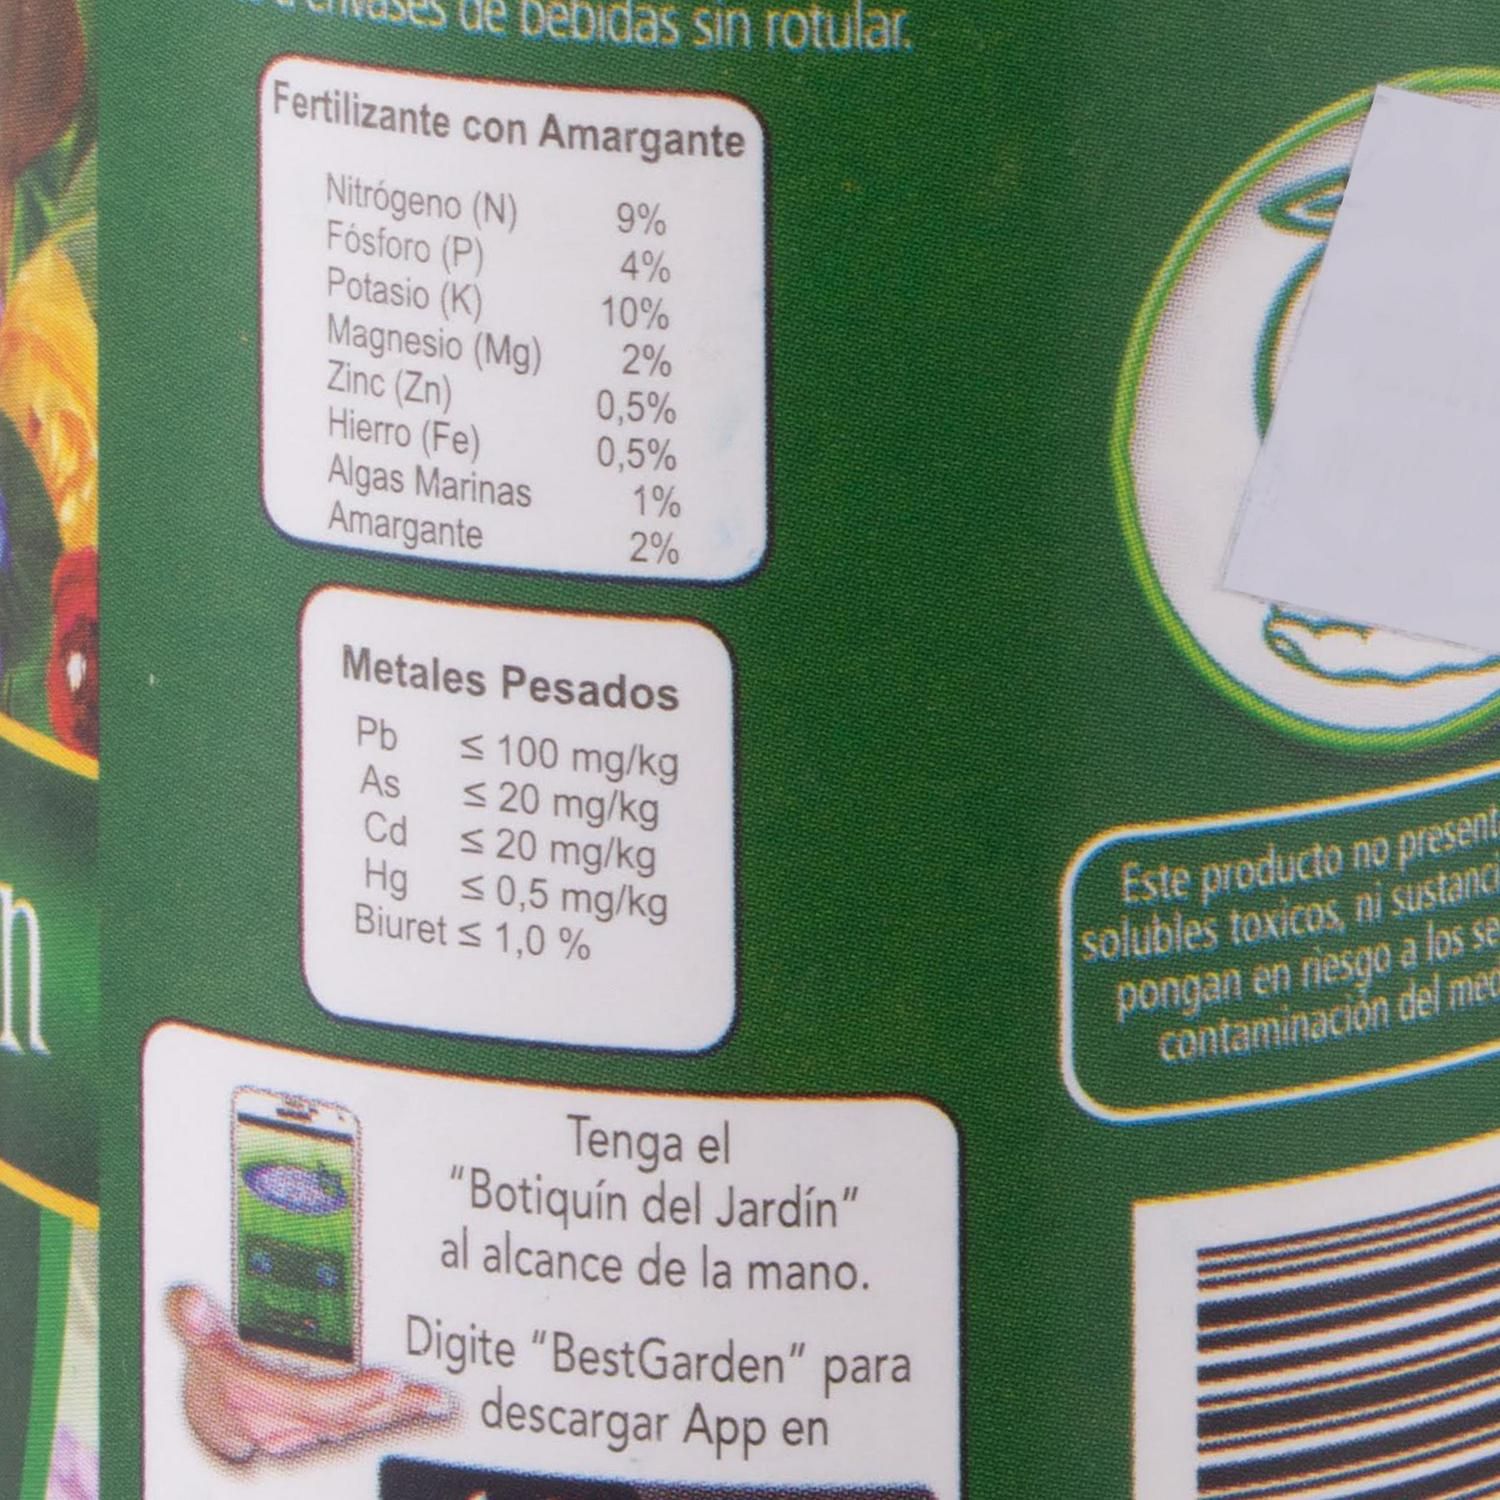 envases de bebidas sin rotular.
Fertilizante con Amargante
Nitrógeno (N) 9%
Fósforo (P) 4%
Potasio (K) 10%
Magnesio (Mg) 2%
Zinc (Zn) 0,5%
Hierro (Fe) 0,5%
Algas Marinas 1%
Amargante 2%
Metales Pesados
Pb ≤ 100 mg/kg
As ≤ 20 mg/kg
Cd ≤ 20 mg/kg
Hg ≤ 0,5 mg/kg
Biuret ≤ 1,0 %
Tenga el
"Botiquín del Jardín"
al alcance de la mano.
Digite "BestGarden" para
descargar App en
Este producto no present
solubles toxicos, ni sustanci
pongan en riesgo a los se
contaminación del med
n